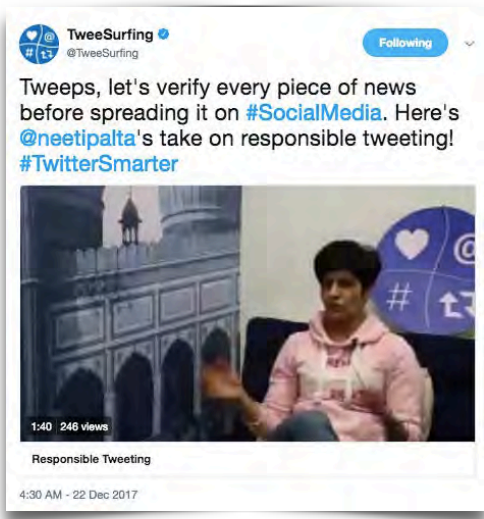 TweeSurfing
@TweeSurfing
Following
Tweeps, let's verify every piece of news
before spreading it on #SocialMedia. Here's
@neetipalta's take on responsible tweeting!
#TwitterSmarter
1:40 246 views
Responsible Tweeting
4:30 AM - 22 Dec 2017